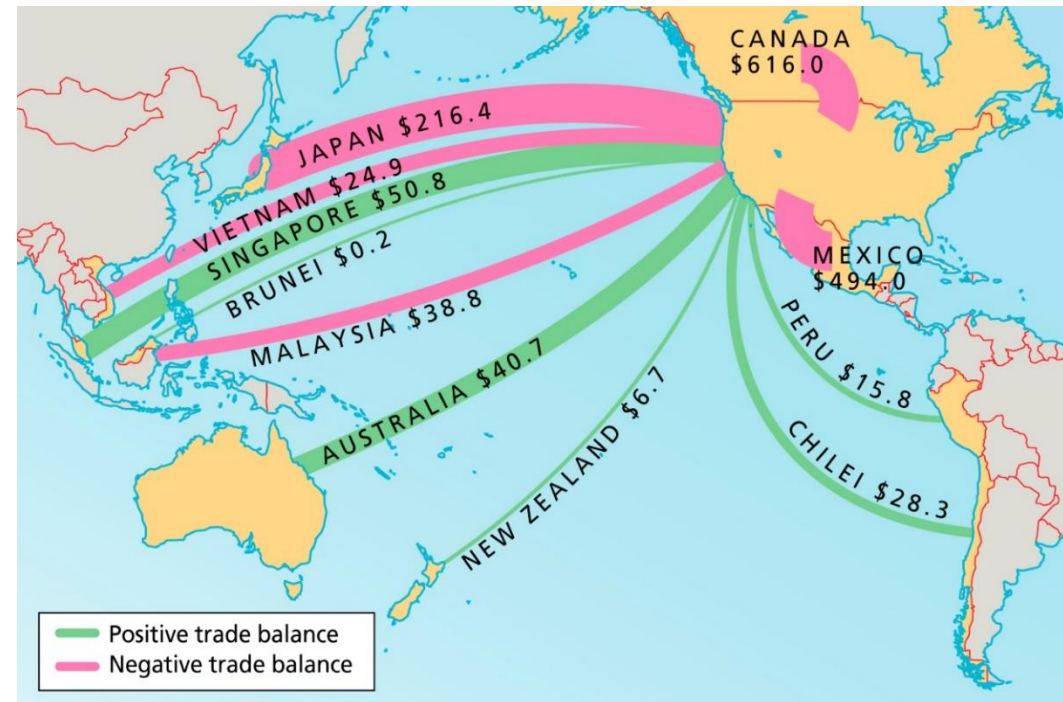 CANADA
$616.0
JAPAN $216.4
VIETNAM $24.9
SINGAPORE $50.8
BRUNEI $0.2
MALAYSIA $38.8
AUSTRALIA $40.7
NEW ZEALAND $6.7
MEXICO
$494.0
PERU $15.8
CHILEI $28.3
Positive trade balance
Negative trade balance